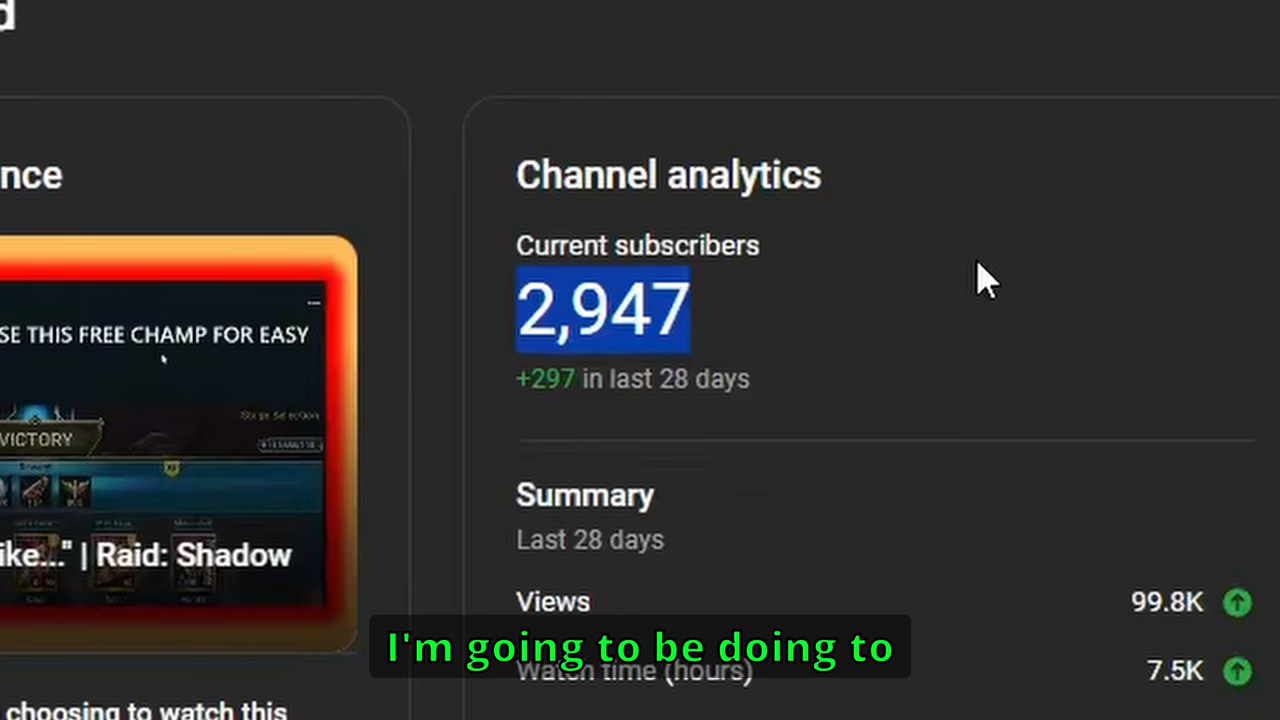 d
nce
SE THIS FREE CHAMP FOR EASY
VICTORY
ike..." | Raid: Shadow
choosing to watch this
Channel analytics
Current subscribers
2,947
+297 in last 28 days
Summary
Last 28 days
Views 99.8K
Watch time (hours) 7.5K
I'm going to be doing to